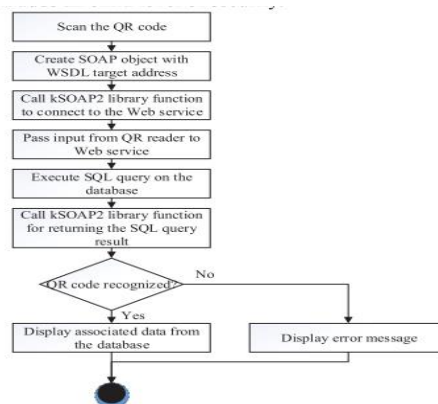 Scan the QR code
Create SOAP object with
WSDL target address
Call kSOAP2 library function
to connect to the Web service
Pass input from QR reader to
Web service
Execute SQL query on the
database
Call kSOAP2 library function
for returning the SQL query
result
QR code recognized?
No
Yes
Display associated data from
the database
Display error message